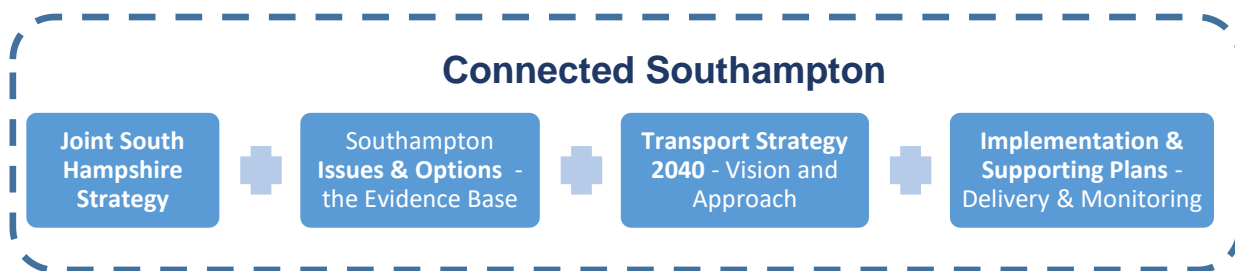 Connected Southampton
Joint South
Hampshire
Strategy
Southampton
Issues & Options -
the Evidence Base
Transport Strategy
2040 - Vision and
Approach
Implementation &
Supporting Plans -
Delivery & Monitoring